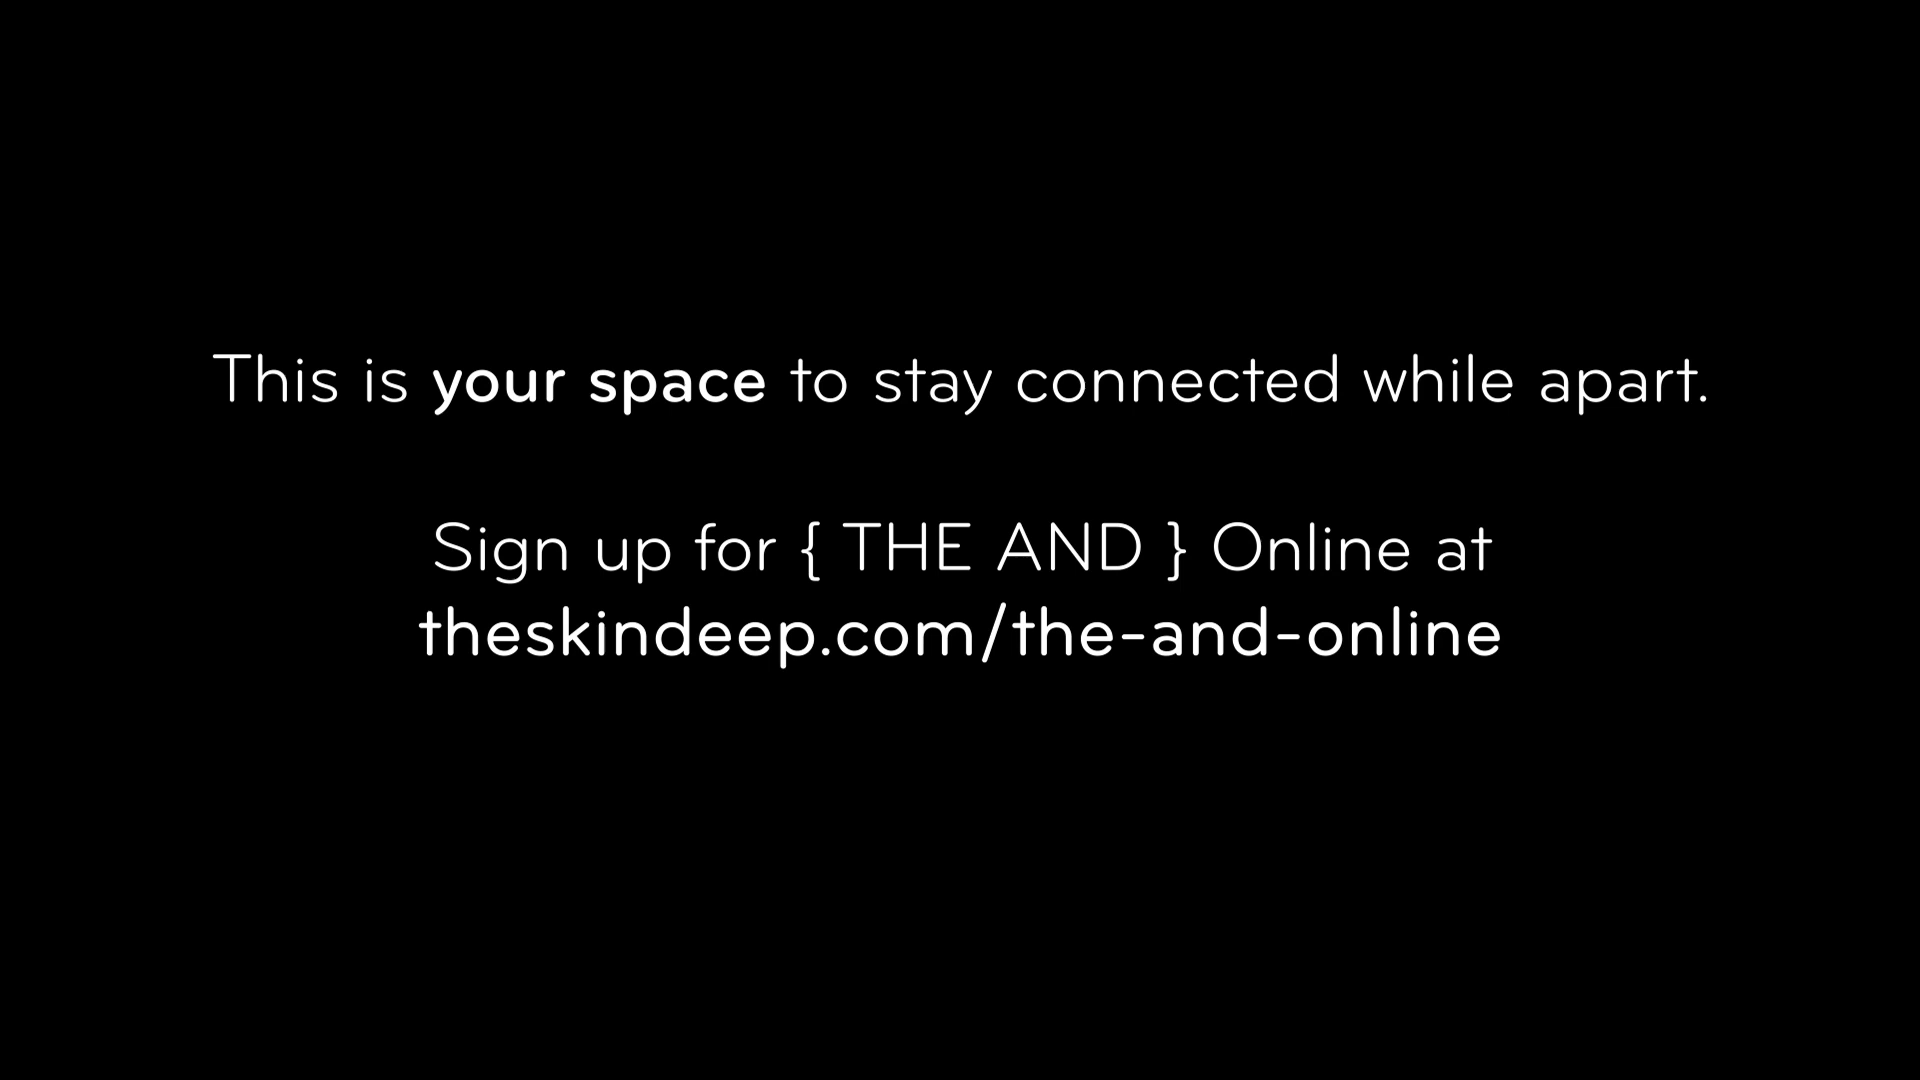 This is your space to stay connected while apart.
Sign up for { THE AND } Online at
theskindeep.com/the-and-online